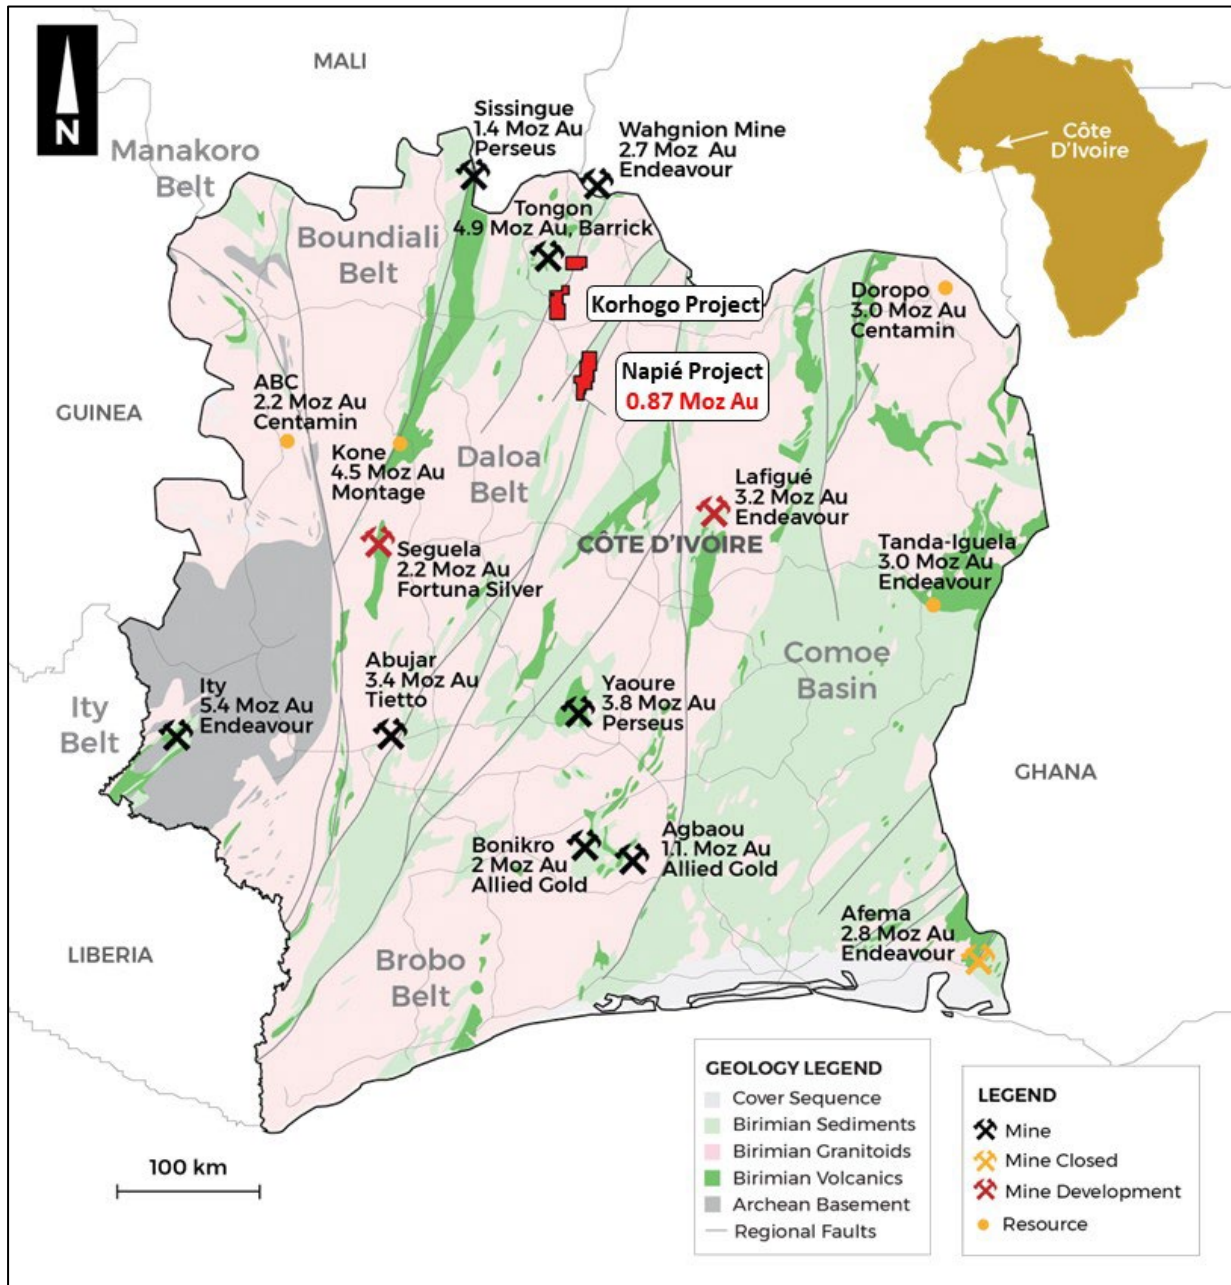 MALI
N
Côte
D'Ivoire
Manakoro
Belt
Sissingue
1.4 Moz Au
Perseus
Wahgnion Mine
2.7 Moz Au
Endeavour
Boundiali
Belt
Tongon
4.9 Moz Au, Barrick
Korhogo Project
Doropo
3.0 Moz Au
Centamin
Napié Project
0.87 Moz Au
GUINEA
ABC
2.2 Moz Au
Centamin
Kone
4.5 Moz Au
Montage
Daloa
Belt
Lafigué
3.2 Moz Au
Endeavour
CÔTE D'IVOIRE
Seguela
2.2 Moz Au
Fortuna Silver
Tanda-Iguela
3.0 Moz Au
Endeavour
Comoe
Basin
Abujar
3.4 Moz Au
Tietto
Yaoure
3.8 Moz Au
Perseus
Ity
Belt
Ity
5.4 Moz Au
Endeavour
GHANA
Bonikro
2 Moz Au
Allied Gold
Agbaou
1.1. Moz Au
Allied Gold
Afema
2.8 Moz Au
Endeavour
LIBERIA
Brobo
Belt
100 km
GEOLOGY LEGEND
Cover Sequence
Birimian Sediments
Birimian Granitoids
Birimian Volcanics
Archean Basement
Regional Faults
LEGEND
Mine
Mine Closed
Mine Development
Resource